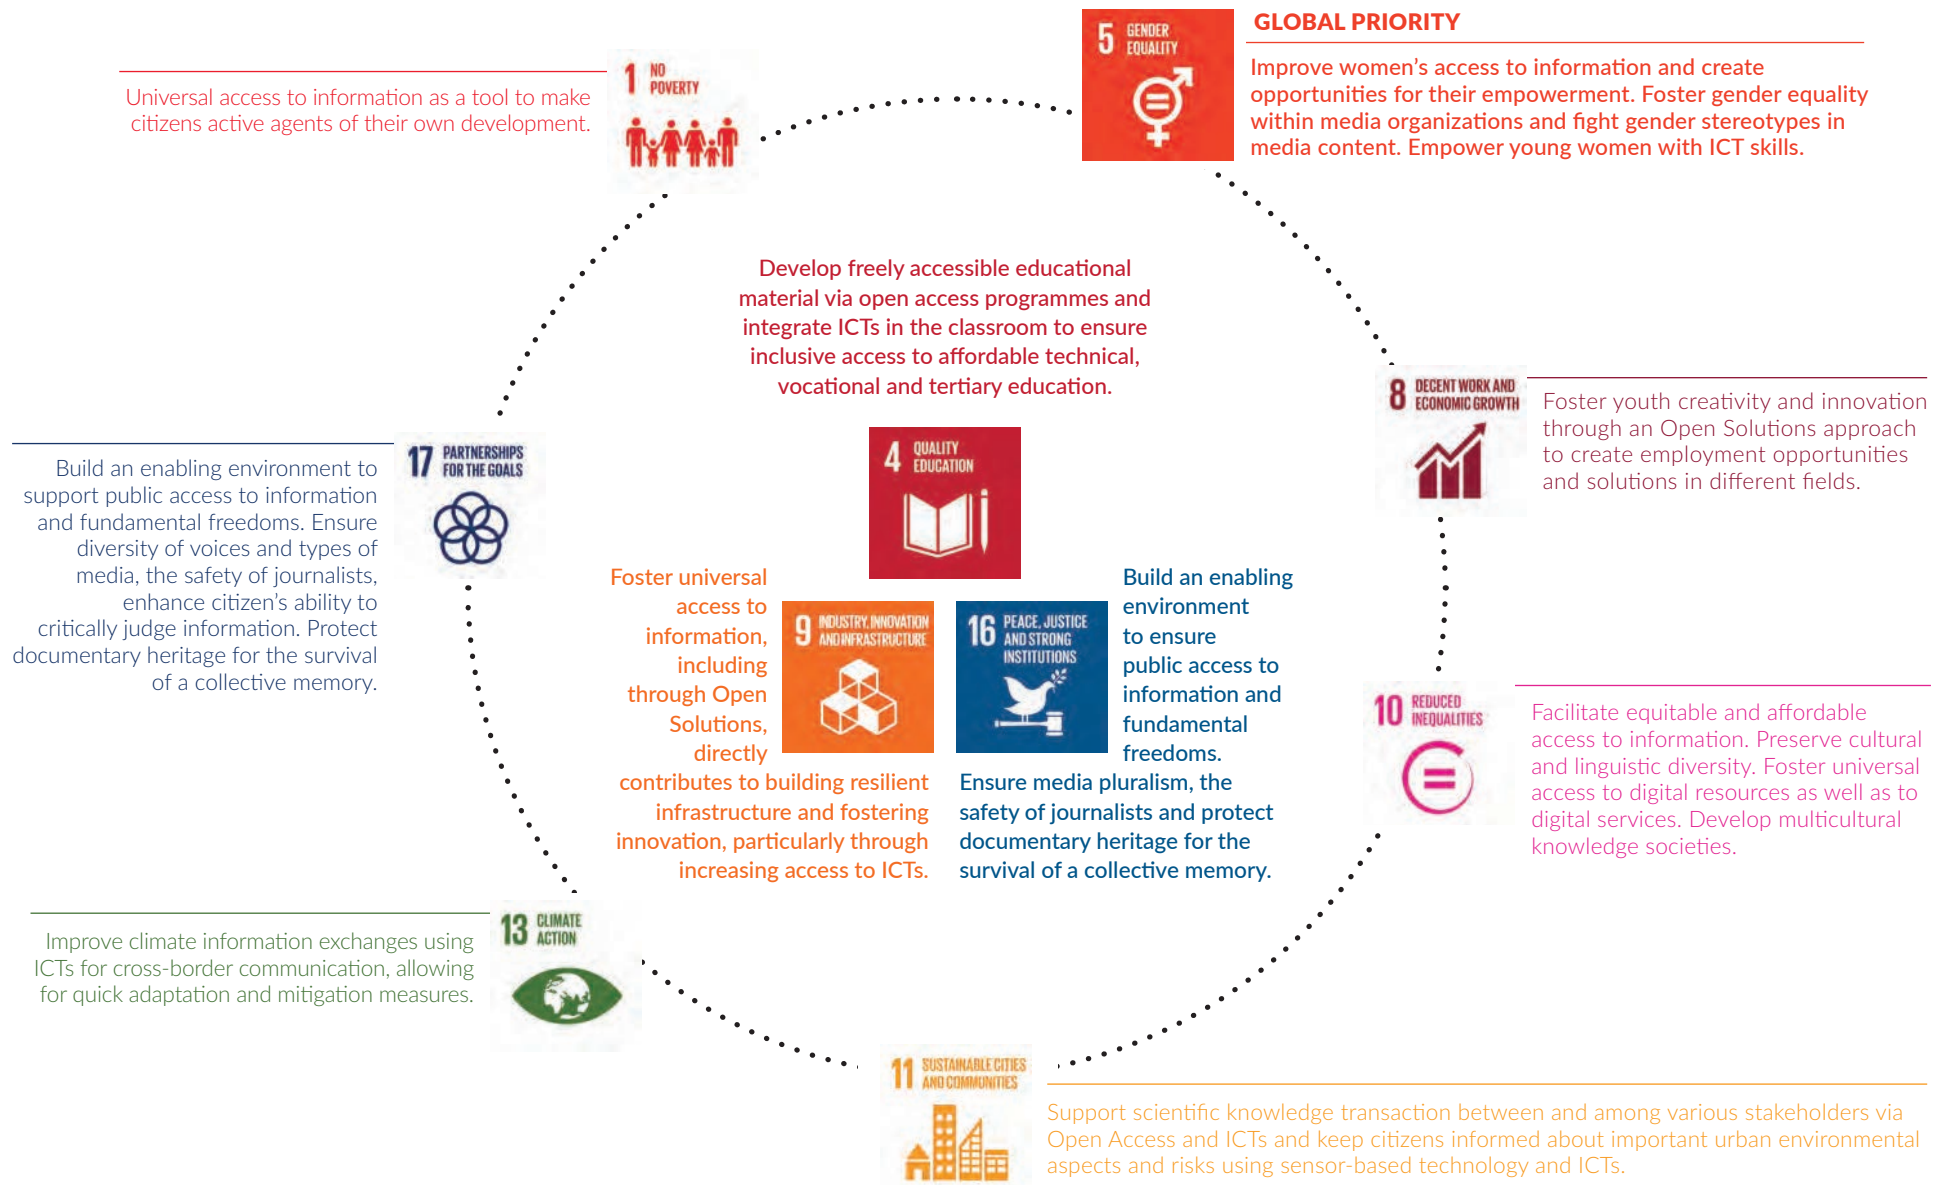 1 NO
POVERTY
Universal access to information as a tool to make
citizens active agents of their own development.
5 GENDER
EQUALITY
GLOBAL PRIORITY
Improve women’s access to information and create
opportunities for their empowerment. Foster gender equality
within media organizations and fight gender stereotypes in
media content. Empower young women with ICT skills.
Develop freely accessible educational
material via open access programmes and
integrate ICTs in the classroom to ensure
inclusive access to affordable technical,
vocational and tertiary education.
4 QUALITY
EDUCATION
8 DECENT WORK AND
ECONOMIC GROWTH
Foster youth creativity and innovation
through an Open Solutions approach
to create employment opportunities
and solutions in different fields.
17 PARTNERSHIPS
FOR THE GOALS
Build an enabling environment to
support public access to information
and fundamental freedoms. Ensure
diversity of voices and types of
media, the safety of journalists,
enhance citizen’s ability to
critically judge information. Protect
documentary heritage for the survival
of a collective memory.
Foster universal
access to
information,
including
through Open
Solutions,
directly
contributes to building resilient
infrastructure and fostering
innovation, particularly through
increasing access to ICTs.
9 INDUSTRY, INNOVATION
AND INFRASTRUCTURE
16 PEACE, JUSTICE
AND STRONG
INSTITUTIONS
Build an enabling
environment
to ensure
public access to
information and
fundamental
freedoms.
Ensure media pluralism, the
safety of journalists and protect
documentary heritage for the
survival of a collective memory.
10 REDUCED
INEQUALITIES
Facilitate equitable and affordable
access to information. Preserve cultural
and linguistic diversity. Foster universal
access to digital resources as well as to
digital services. Develop multicultural
knowledge societies.
13 CLIMATE
ACTION
Improve climate information exchanges using
ICTs for cross-border communication, allowing
for quick adaptation and mitigation measures.
11 SUSTAINABLE CITIES
AND COMMUNITIES
Support scientific knowledge transaction between and among various stakeholders via
Open Access and ICTs and keep citizens informed about important urban environmental
aspects and risks using sensor-based technology and ICTs.